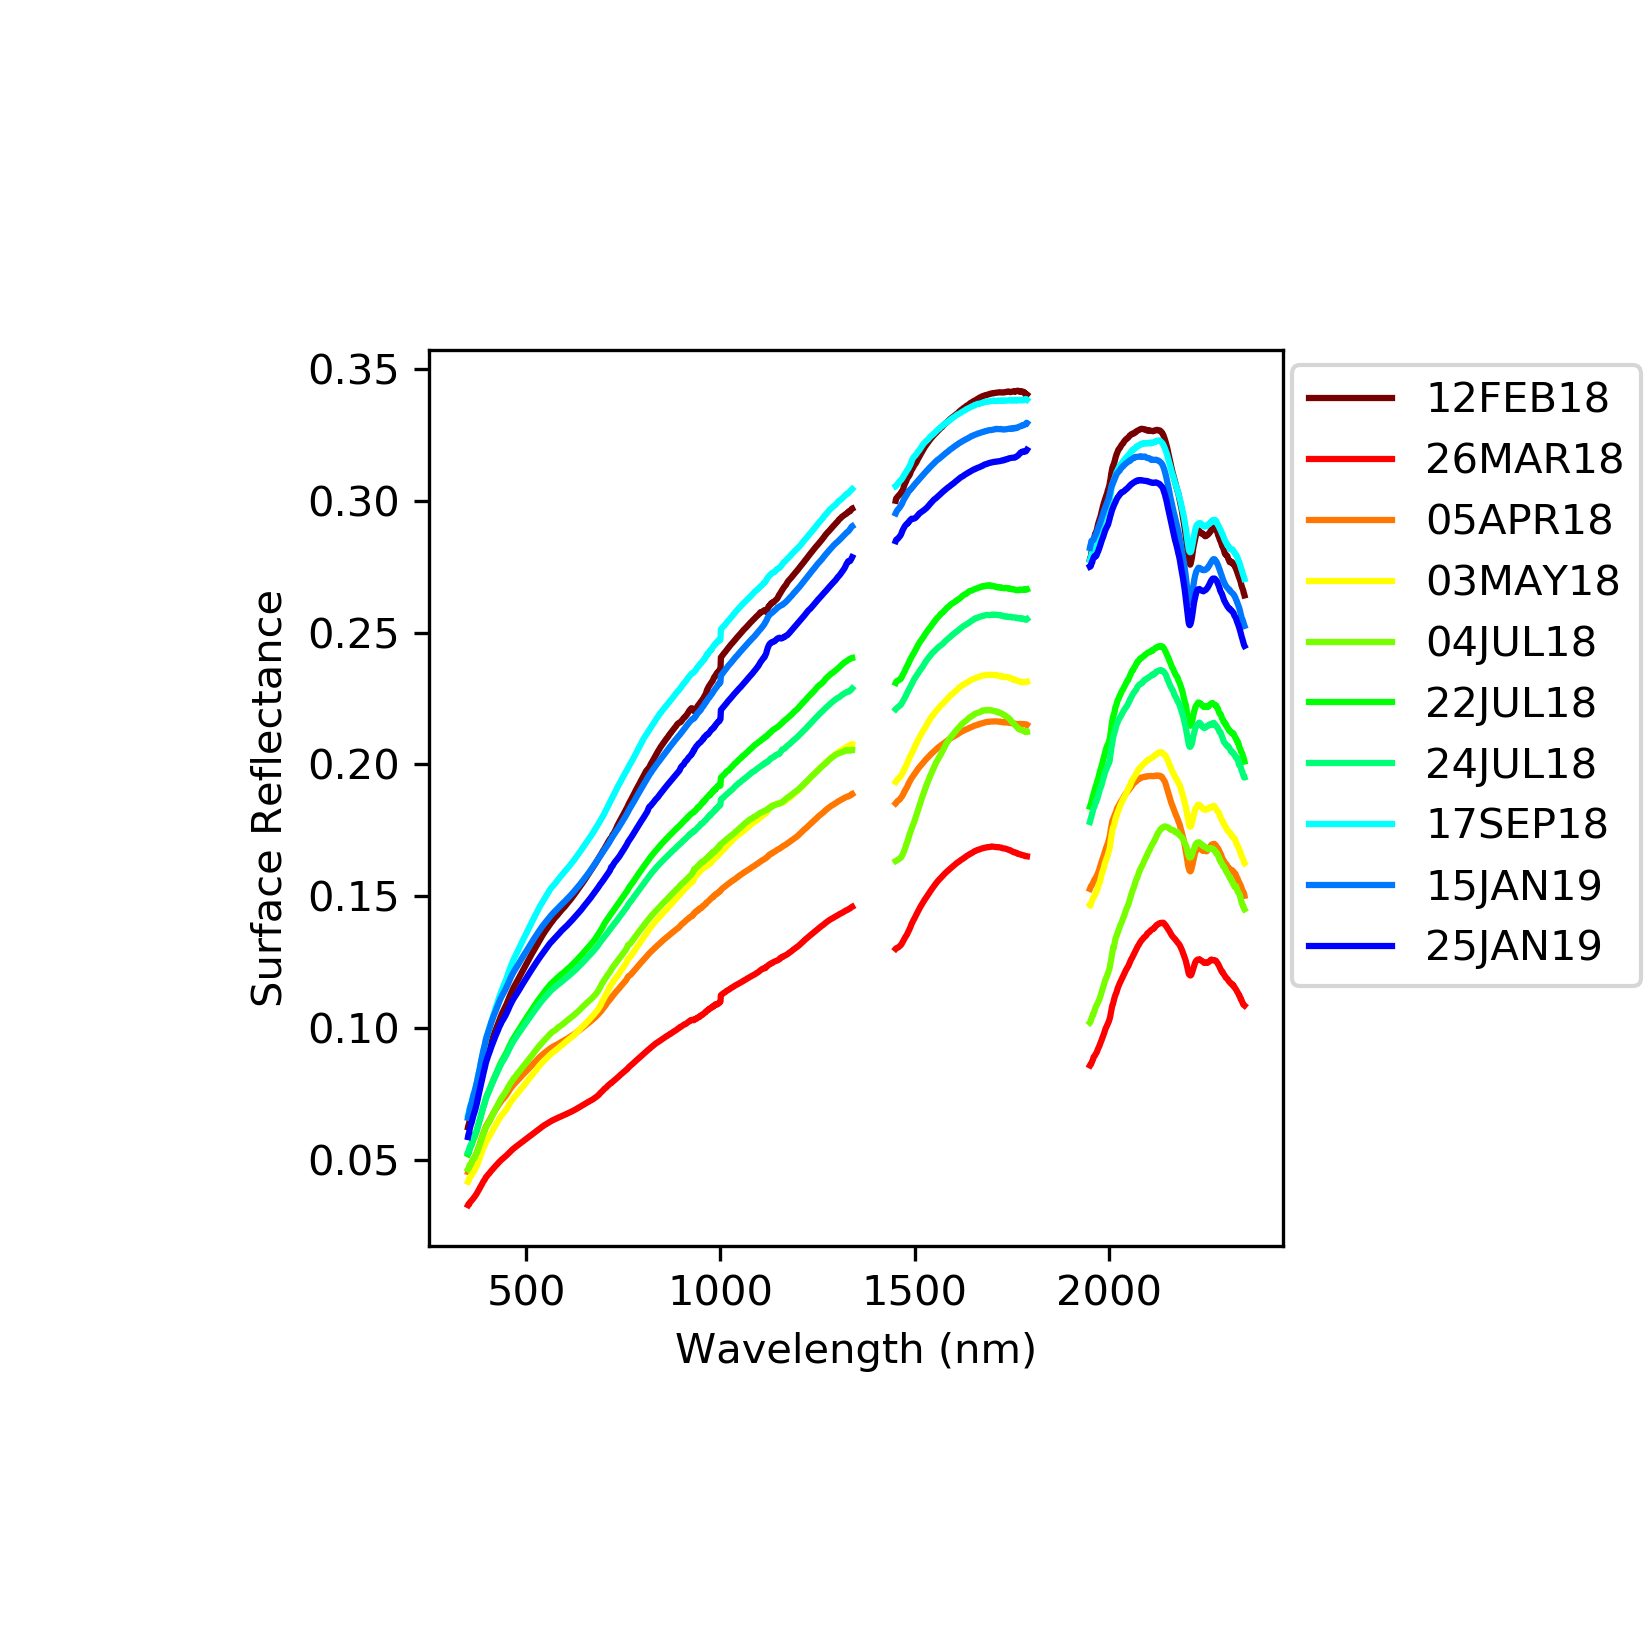 0.35
0.30
0.25
0.20
0.15
0.10
0.05
Surface Reflectance
500 1000 1500 2000
Wavelength (nm)
12FEB18
26MAR18
05APR18
03MAY18
04JUL18
22JUL18
24JUL18
17SEP18
15JAN19
25JAN19